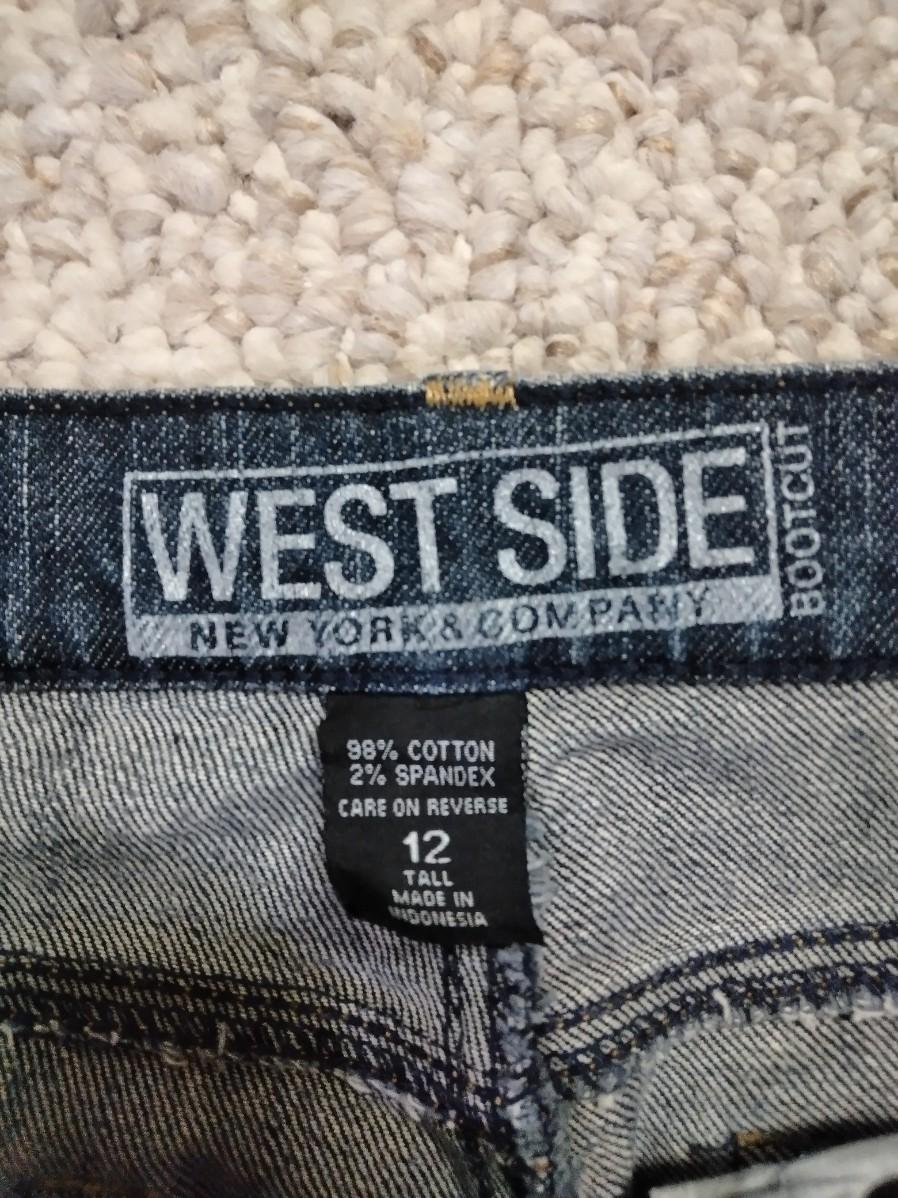 WEST SIDE
NEW YORK & COMPANY
BOOTCUT
98% COTTON
2% SPANDEX
CARE ON REVERSE
12
TALL
MADE IN
INDONESIA